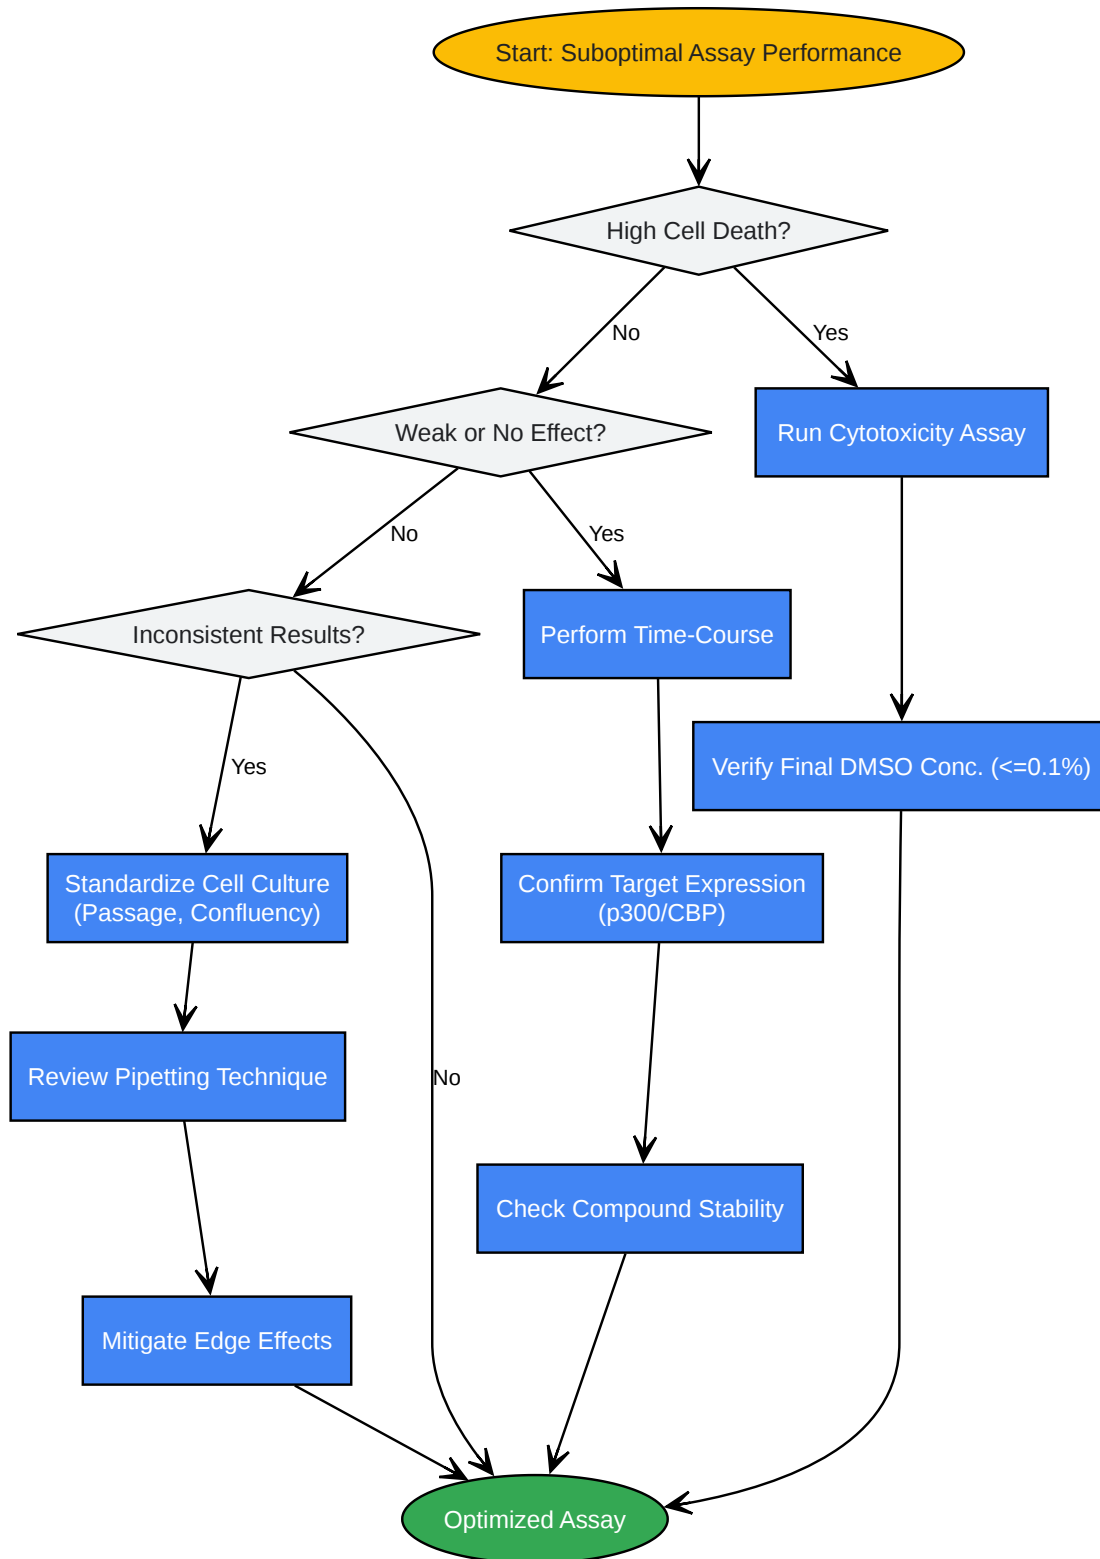 Start: Suboptimal Assay Performance
High Cell Death?
No
Yes
Weak or No Effect?
Run Cytotoxicity Assay
No
Yes
Inconsistent Results?
Perform Time-Course
Yes
Verify Final DMSO Conc. (<=0.1%)
Standardize Cell Culture
(Passage, Confluency)
Confirm Target Expression
(p300/CBP)
Review Pipetting Technique
No
Check Compound Stability
Mitigate Edge Effects
Optimized Assay